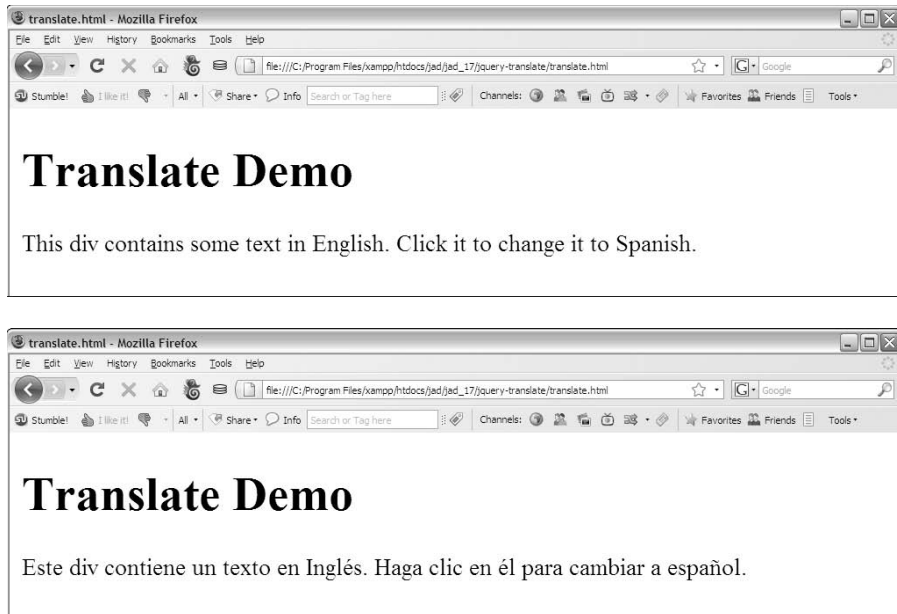 translate.html - Mozilla Firefox
File Edit View History Bookmarks Tools Help
file:///C:/Program Files/xampp/htdocs/jad/jad_17/jquery-translate/translate.html G Google
Stumble! I like it! All Share Info Search or Tag here Channels: Favorites Friends Tools
Translate Demo
This div contains some text in English. Click it to change it to Spanish.
translate.html - Mozilla Firefox
File Edit View History Bookmarks Tools Help
file:///C:/Program Files/xampp/htdocs/jad/jad_17/jquery-translate/translate.html G Google
Stumble! I like it! All Share Info Search or Tag here Channels: Favorites Friends Tools
Translate Demo
Este div contiene un texto en Inglés. Haga clic en él para cambiar a español.